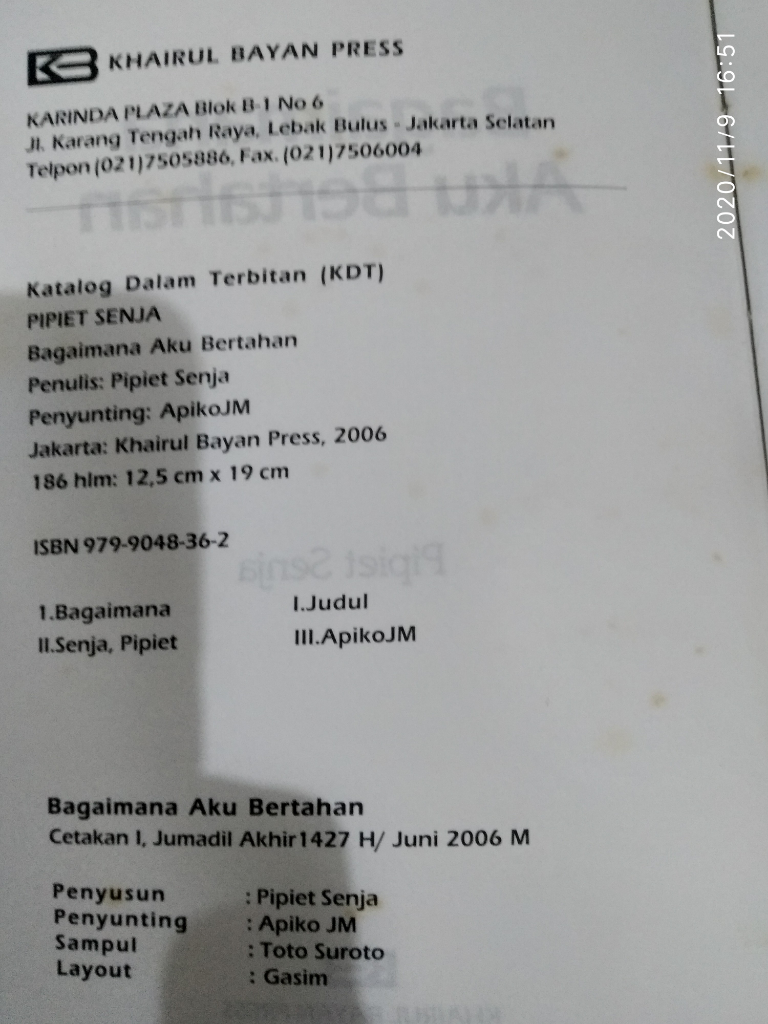 KB KHAIRUL BAYAN PRESS
KARINDA PLAZA Blok B-1 No 6
Jl. Karang Tengah Raya, Lebak Bulus - Jakarta Selatan
Telpon (021)7505886, Fax. (021)7506004
Katalog Dalam Terbitan (KDT)
PIPIET SENJA
Bagaimana Aku Bertahan
Penulis: Pipiet Senja
Penyunting: ApikoJM
Jakarta: Khairul Bayan Press, 2006
186 hlm: 12,5 cm x 19 cm
ISBN 979-9048-36-2
1.Bagaimana I.Judul
II.Senja, Pipiet III.ApikoJM
Bagaimana Aku Bertahan
Cetakan I, Jumadil Akhir1427 H/ Juni 2006 M
Penyusun : Pipiet Senja
Penyunting : Apiko JM
Sampul : Toto Suroto
Layout : Gasim
2020/11/9 16:51